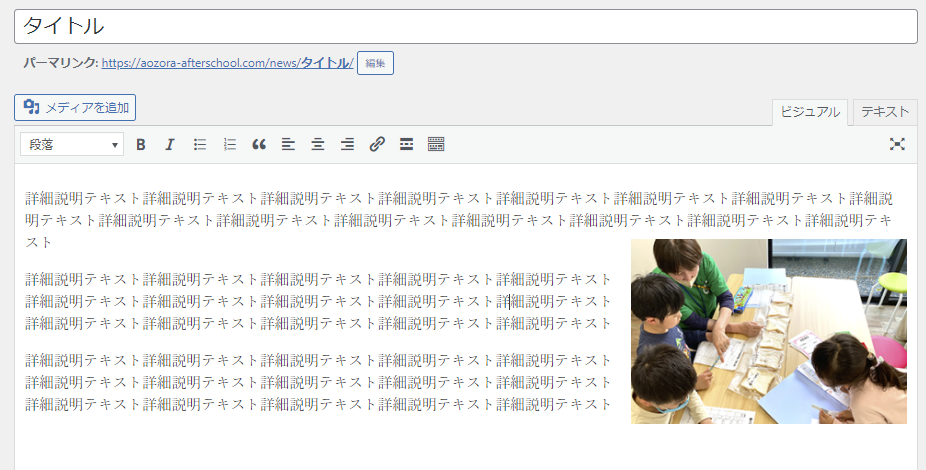 タイトル
パーマリンク: https://aozora-afterschool.com/news/タイトル/ 編集
メディアを追加
ビジュアル テキスト
段落 B I
詳細説明テキスト詳細説明テキスト詳細説明テキスト詳細説明テキスト詳細説明テキスト詳細説明テキスト詳細説明テキスト詳細説
明テキスト詳細説明テキスト詳細説明テキスト詳細説明テキスト詳細説明テキスト詳細説明テキスト詳細説明テキスト詳細説明テキ
スト
詳細説明テキスト詳細説明テキスト詳細説明テキスト詳細説明テキスト詳細説明テキスト
詳細説明テキスト詳細説明テキスト詳細説明テキスト詳細説明テキスト詳細説明テキスト
詳細説明テキスト詳細説明テキスト詳細説明テキスト詳細説明テキスト詳細説明テキスト
詳細説明テキスト詳細説明テキスト詳細説明テキスト詳細説明テキスト詳細説明テキスト
詳細説明テキスト詳細説明テキスト詳細説明テキスト詳細説明テキスト詳細説明テキスト
詳細説明テキスト詳細説明テキスト詳細説明テキスト詳細説明テキスト詳細説明テキスト